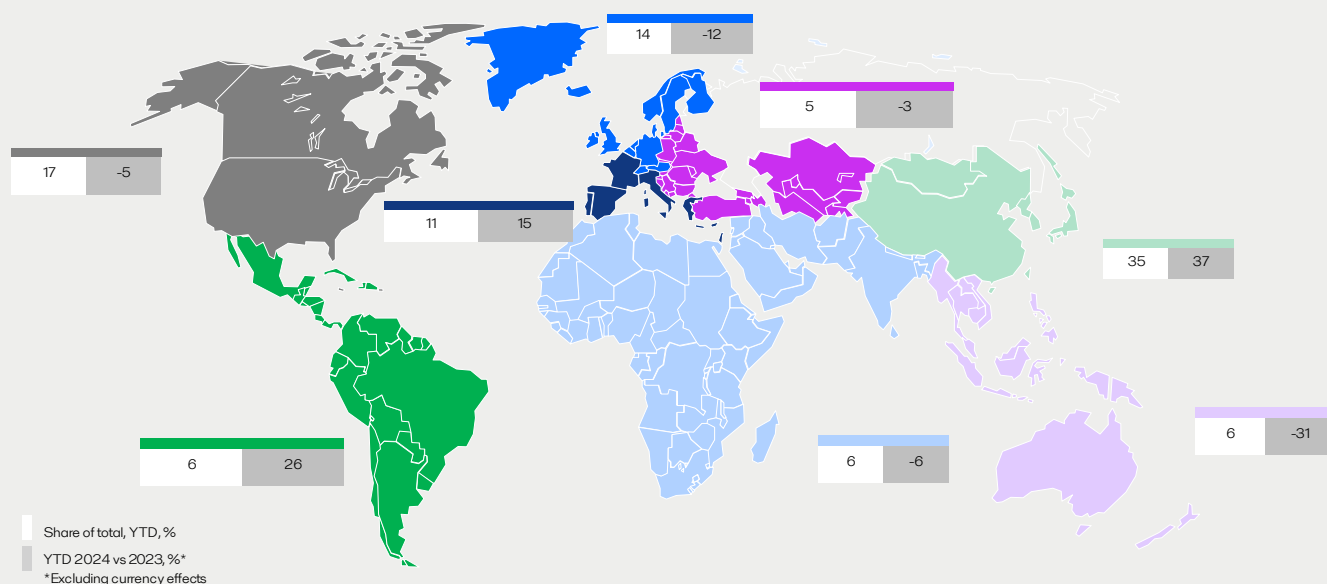 14 -12
5 -3
17 -5
11 15
35 37
6 -31
6 26
6 -6
Share of total, YTD, %
YTD 2024 vs 2023, %*
*Excluding currency effects